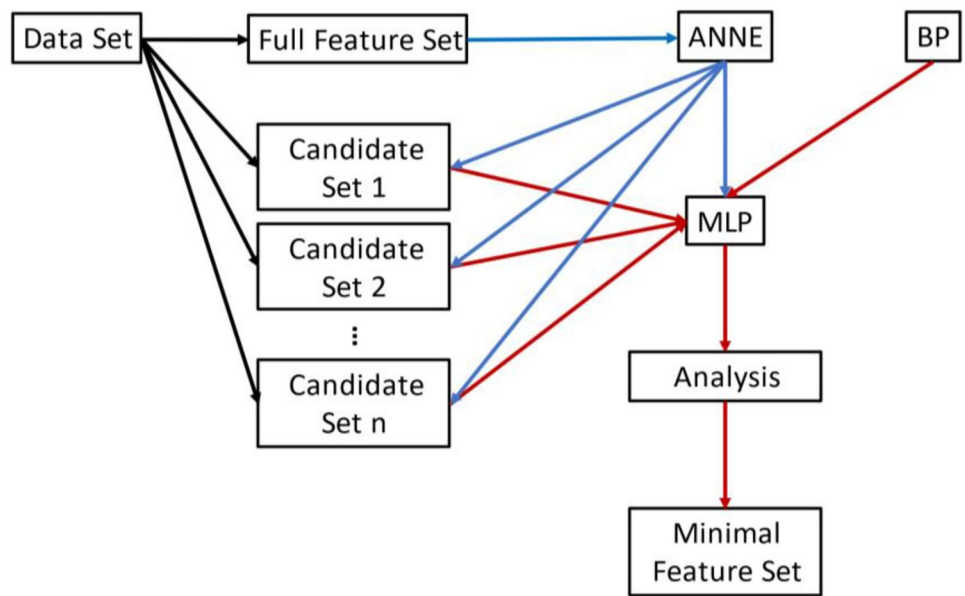 Data Set
Full Feature Set
ANNE
BP
Candidate
Set 1
MLP
Candidate
Set 2
...
Candidate
Set n
Analysis
Minimal
Feature Set